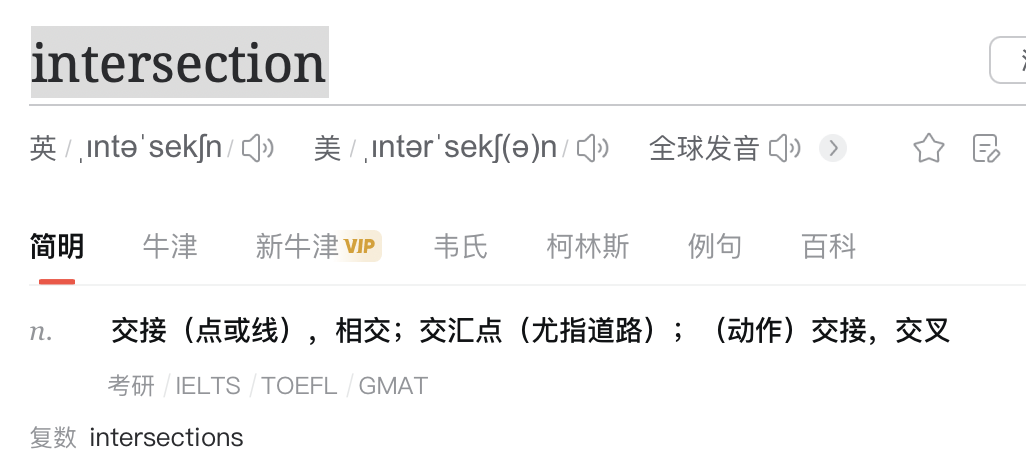 intersection
英 /ˌɪntəˈsekʃn/ 美 /ˌɪntərˈsekʃ(ə)n/ 全球发音
简明 牛津 新牛津 VIP 韦氏 柯林斯 例句 百科
n. 交接（点或线），相交；交汇点（尤指道路）；（动作）交接，交叉
考研 / IELTS / TOEFL / GMAT
复数 intersections